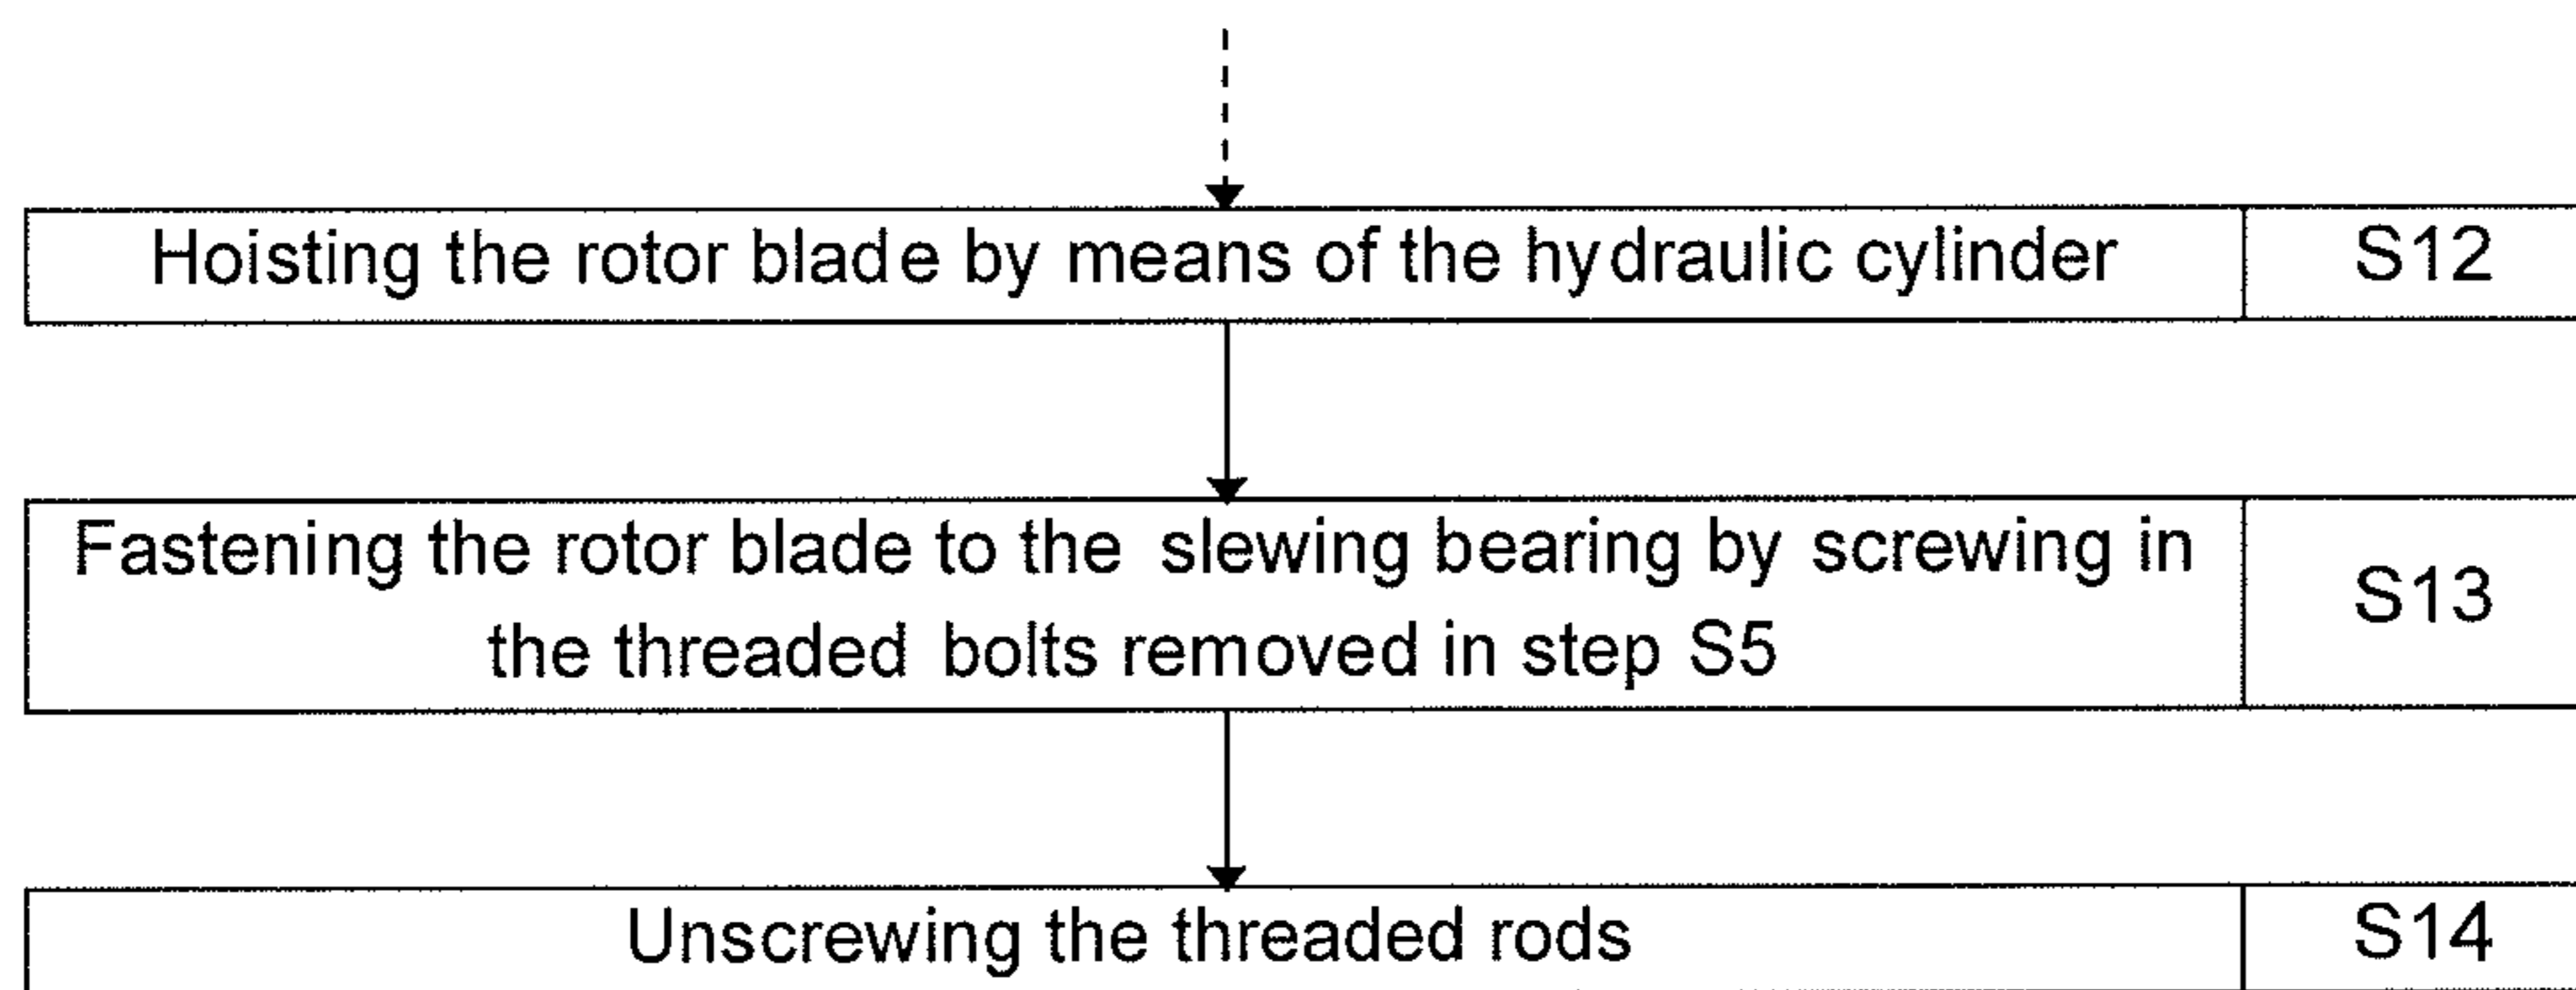 Hoisting the rotor blade by means of the hydraulic cylinder S12
Fastening the rotor blade to the slewing bearing by screwing in
the threaded bolts removed in step S5
S13
Unscrewing the threaded rods S14